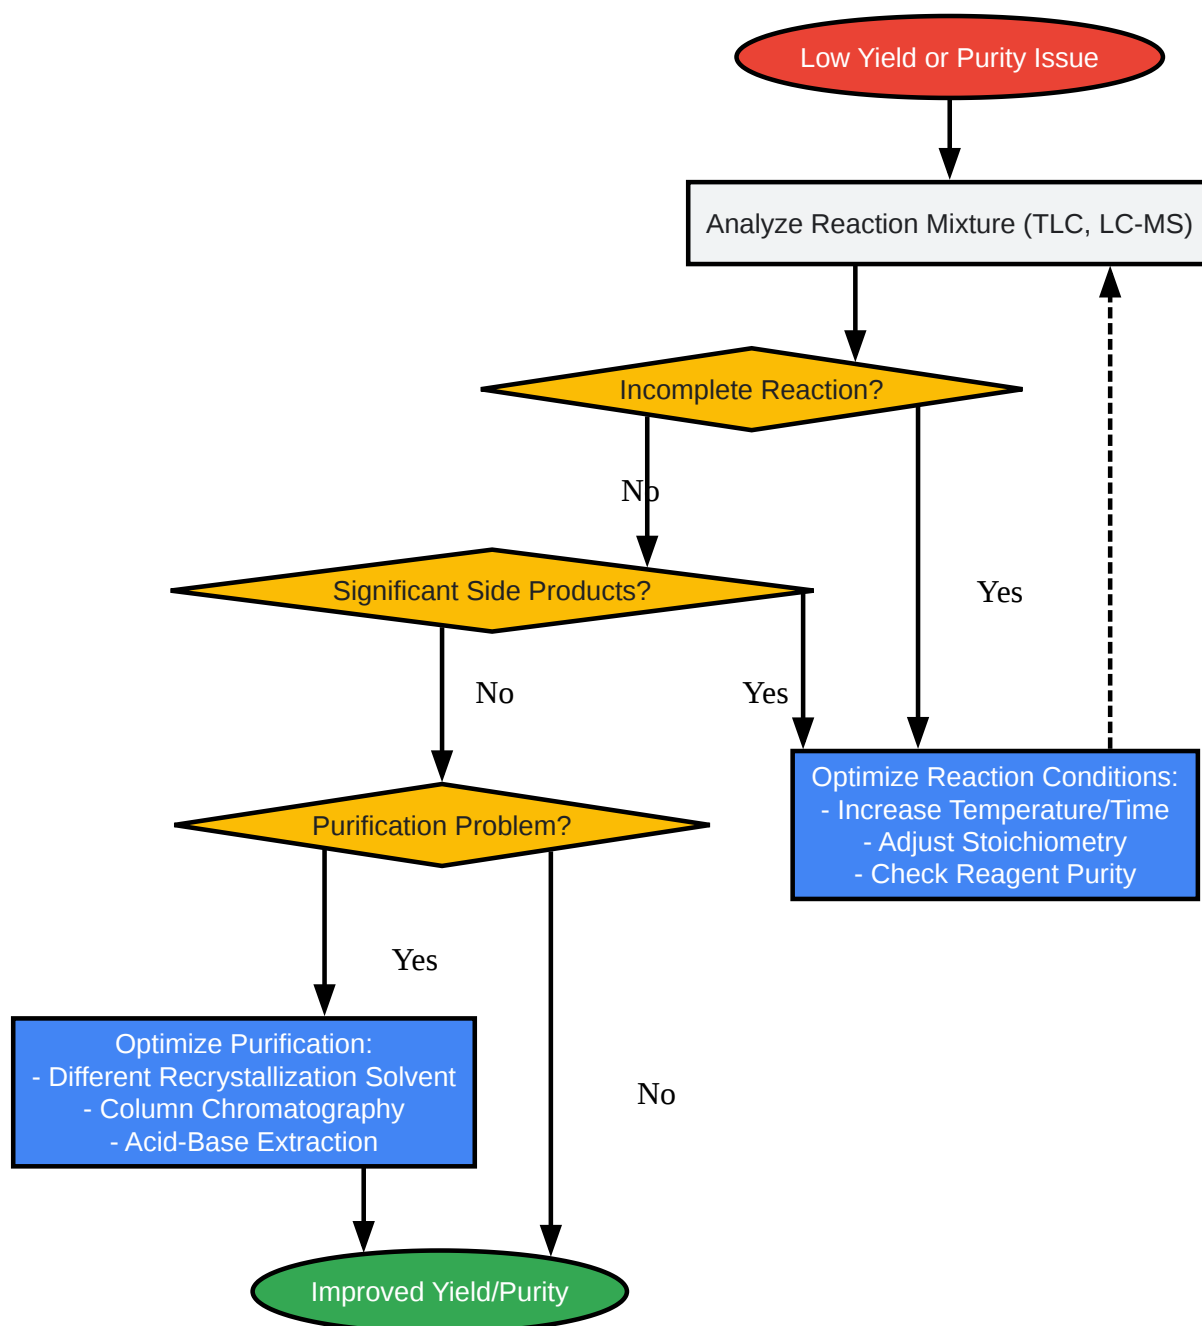 Low Yield or Purity Issue
Analyze Reaction Mixture (TLC, LC-MS)
Incomplete Reaction?
No
Yes
Significant Side Products?
No
Yes
Optimize Reaction Conditions:
- Increase Temperature/Time
- Adjust Stoichiometry
- Check Reagent Purity
Purification Problem?
Yes
No
Optimize Purification:
- Different Recrystallization Solvent
- Column Chromatography
- Acid-Base Extraction
Improved Yield/Purity